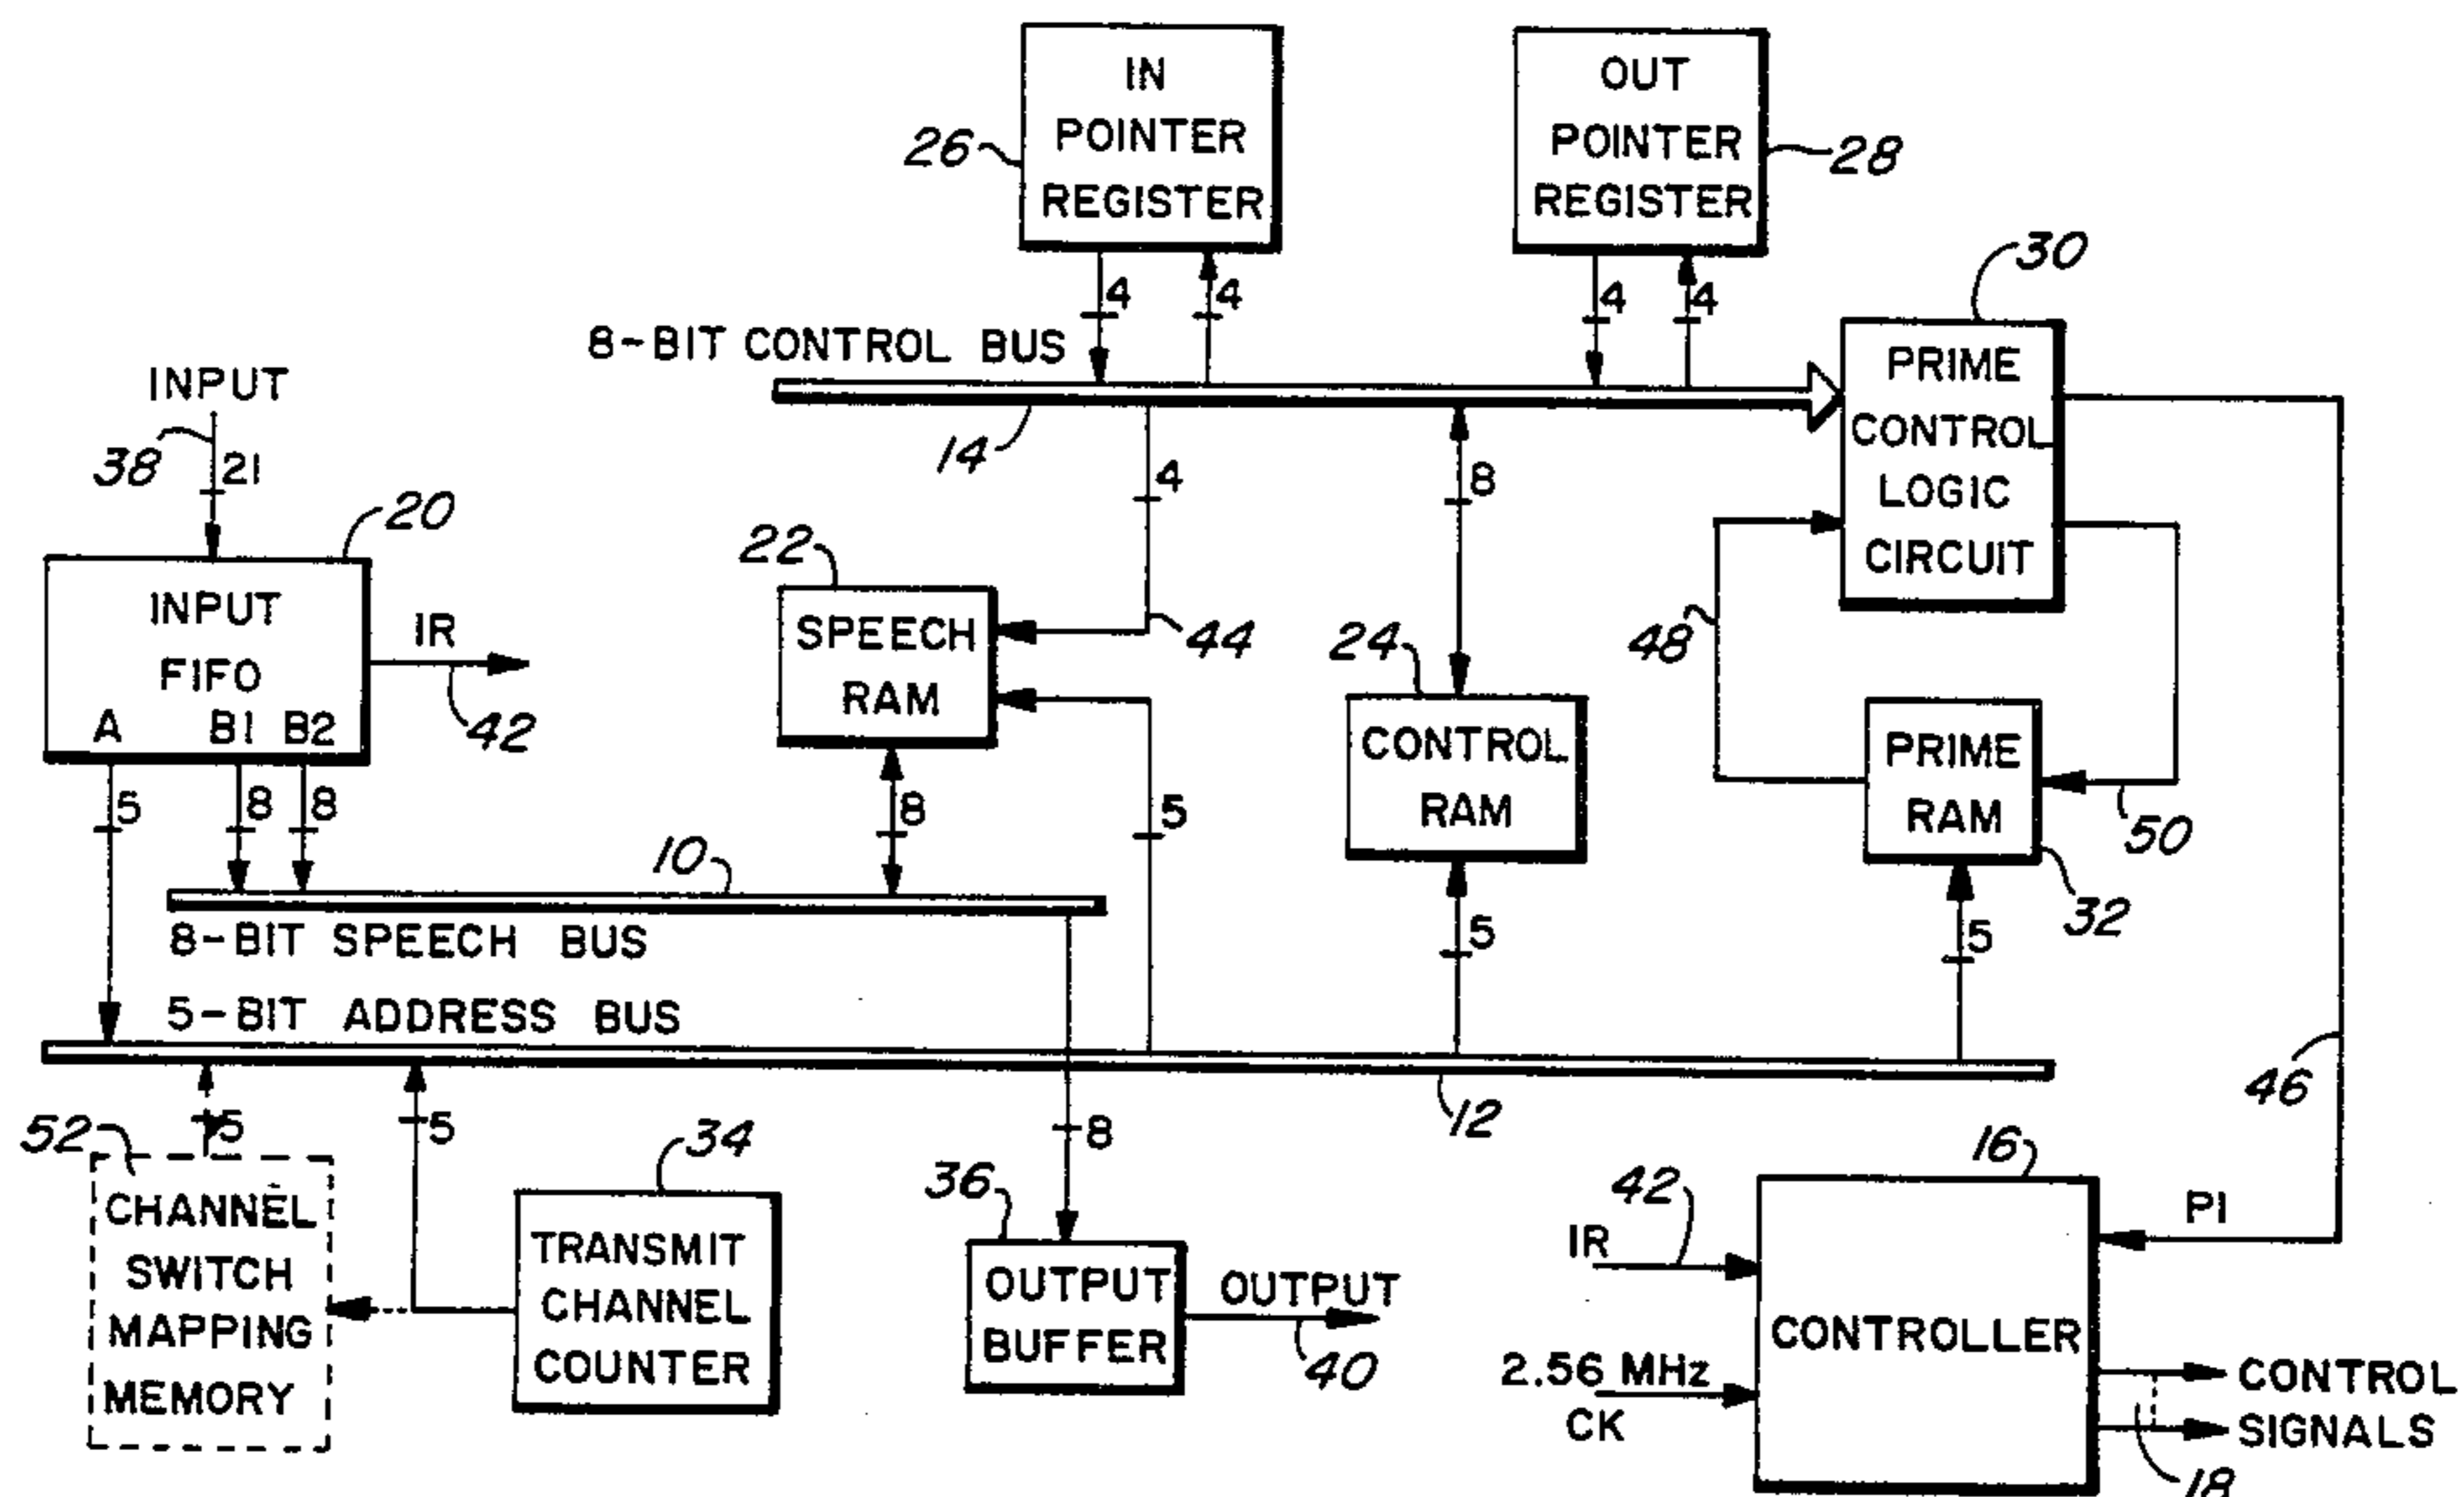 IN
POINTER
REGISTER
26
4
4
OUT
POINTER
REGISTER
28
4
4
8-BIT CONTROL BUS
14
30
PRIME
CONTROL
LOGIC
CIRCUIT
INPUT
38
21
20
INPUT
FIFO
A B1 B2
IR
42
5
8
8
22
SPEECH
RAM
4
44
8
5
8
24
CONTROL
RAM
5
48
PRIME
RAM
50
32
5
10
8-BIT SPEECH BUS
5-BIT ADDRESS BUS
12
46
5
52
CHANNEL
SWITCH
MAPPING
MEMORY
5
34
TRANSMIT
CHANNEL
COUNTER
8
36
OUTPUT
BUFFER
OUTPUT
40
16
42
IR
PI
CONTROLLER
2.56 MHz
CK
CONTROL
SIGNALS
18